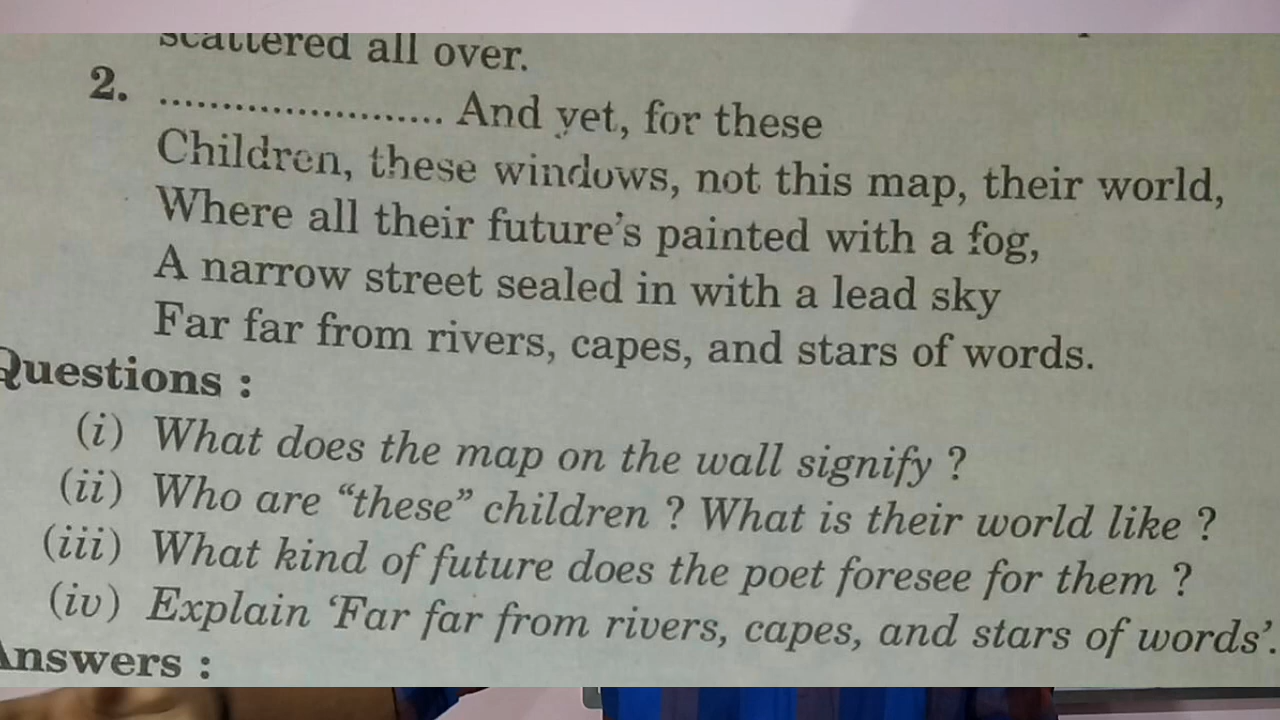 scattered all over.
2. ...................... And yet, for these
Children, these windows, not this map, their world,
Where all their future's painted with a fog,
A narrow street sealed in with a lead sky
Far far from rivers, capes, and stars of words.
Questions :
(i) What does the map on the wall signify ?
(ii) Who are “these” children ? What is their world like ?
(iii) What kind of future does the poet foresee for them ?
(iv) Explain ‘Far far from rivers, capes, and stars of words’.
Answers :